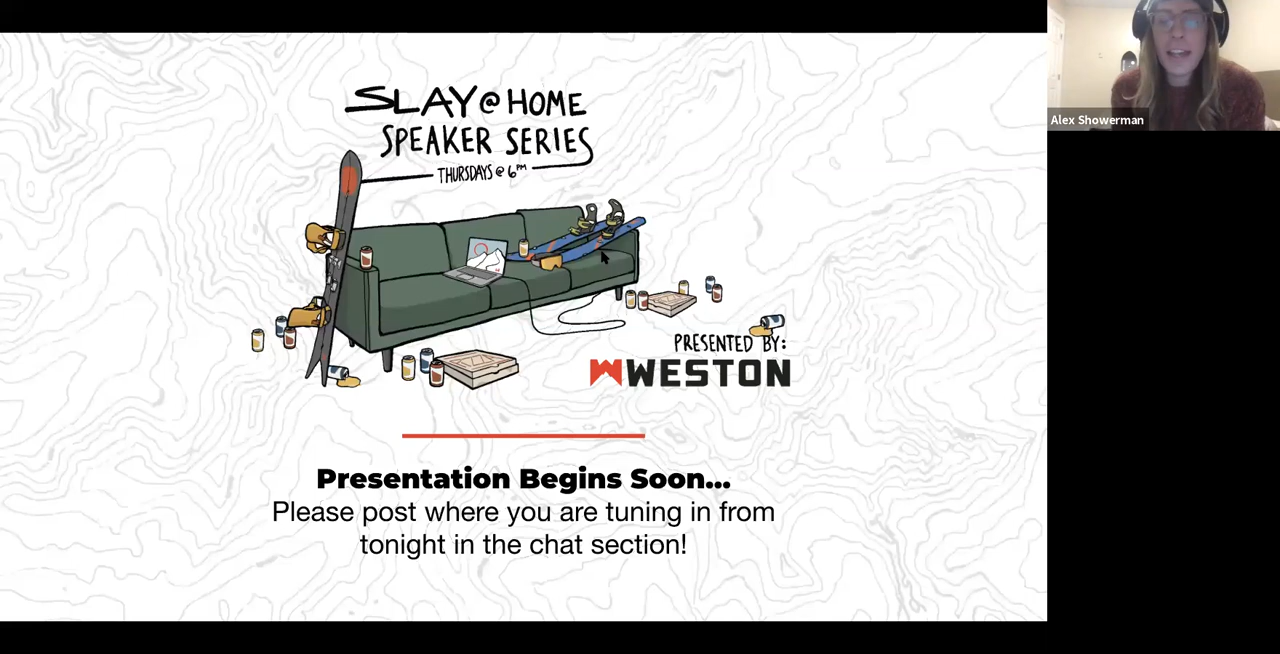 SLAY @ HOME
SPEAKER SERIES
THURSDAYS @ 6PM
PRESENTED BY:
WESTON
Presentation Begins Soon...
Please post where you are tuning in from
tonight in the chat section!
Alex Showerman